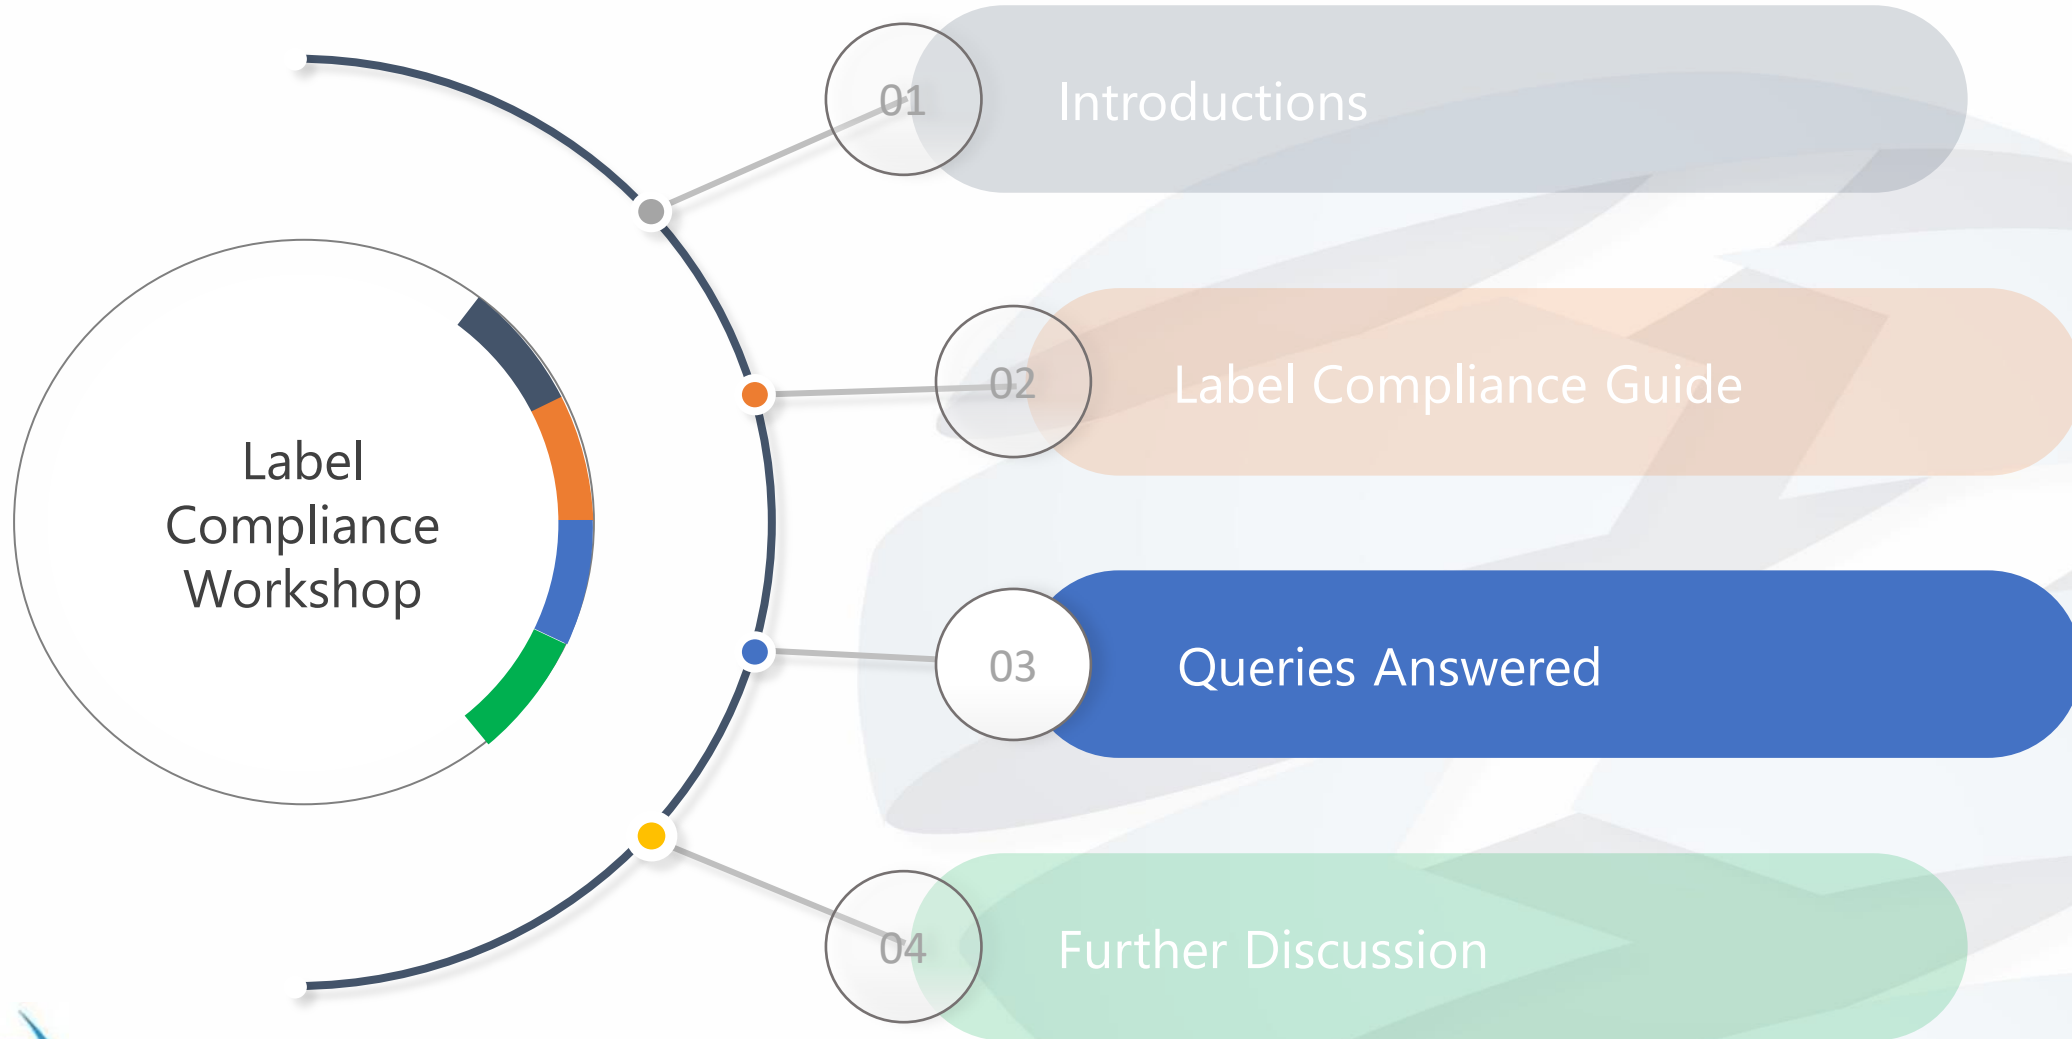 Label
Compliance
Workshop
01
Introductions
02
Label Compliance Guide
03
Queries Answered
04
Further Discussion